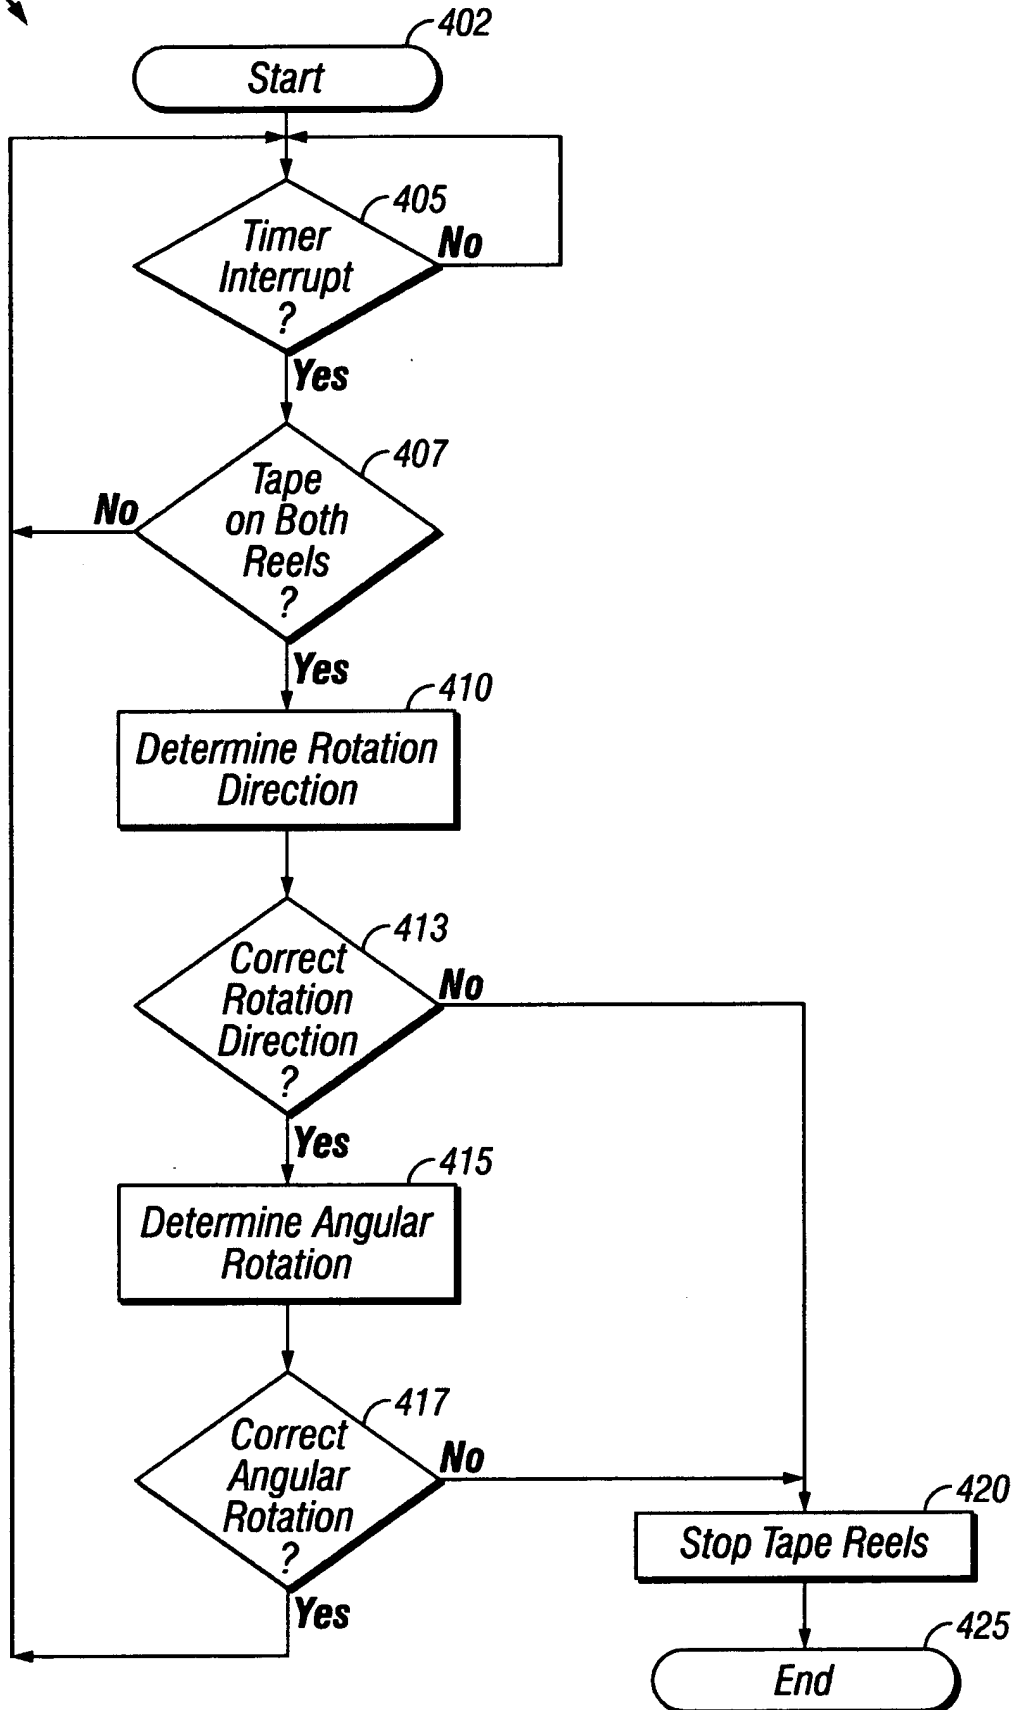 402
Start
405
Timer
Interrupt
?
No
Yes
407
Tape
on Both
Reels
?
No
Yes
410
Determine Rotation
Direction
413
Correct
Rotation
Direction
?
No
Yes
415
Determine Angular
Rotation
417
Correct
Angular
Rotation
?
No
Yes
420
Stop Tape Reels
425
End